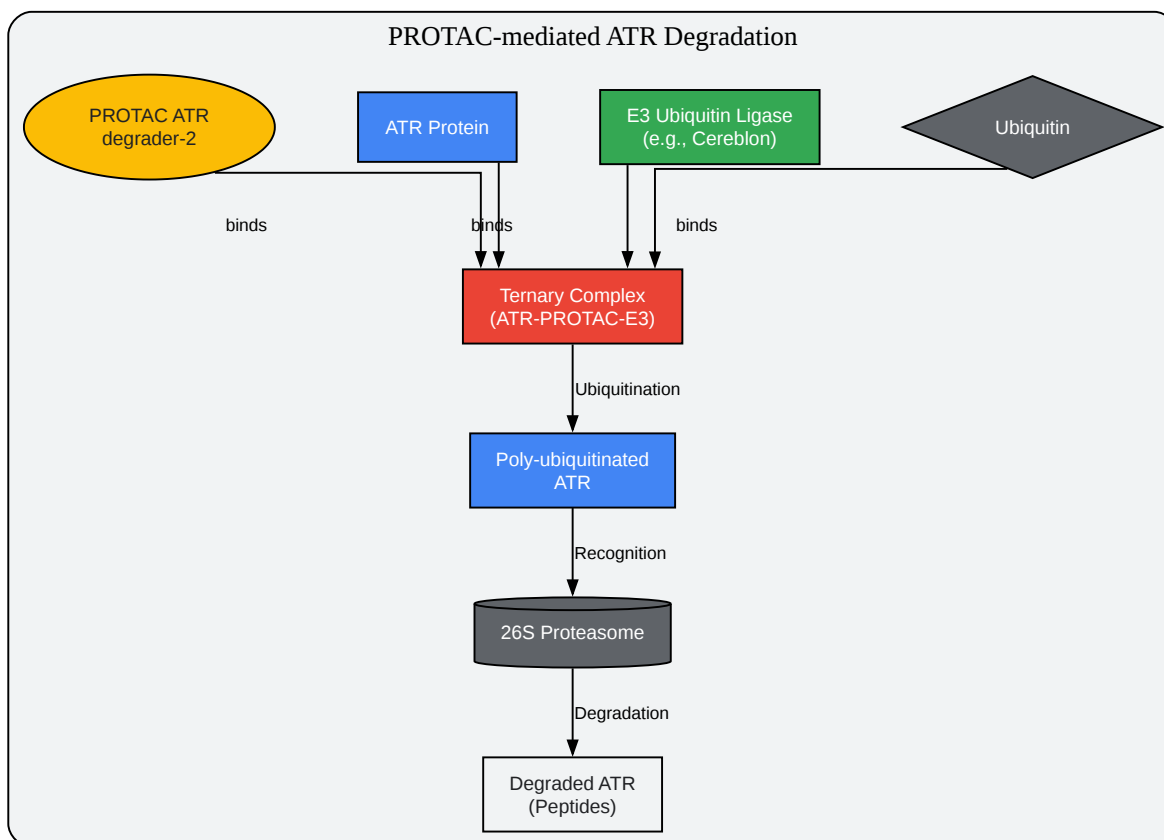 PROTAC-mediated ATR Degradation
PROTAC ATR
degrader-2
ATR Protein
E3 Ubiquitin Ligase
(e.g., Cereblon)
Ubiquitin
binds
binds
binds
Ternary Complex
(ATR-PROTAC-E3)
Ubiquitination
Poly-ubiquitinated
ATR
Recognition
26S Proteasome
Degradation
Degraded ATR
(Peptides)